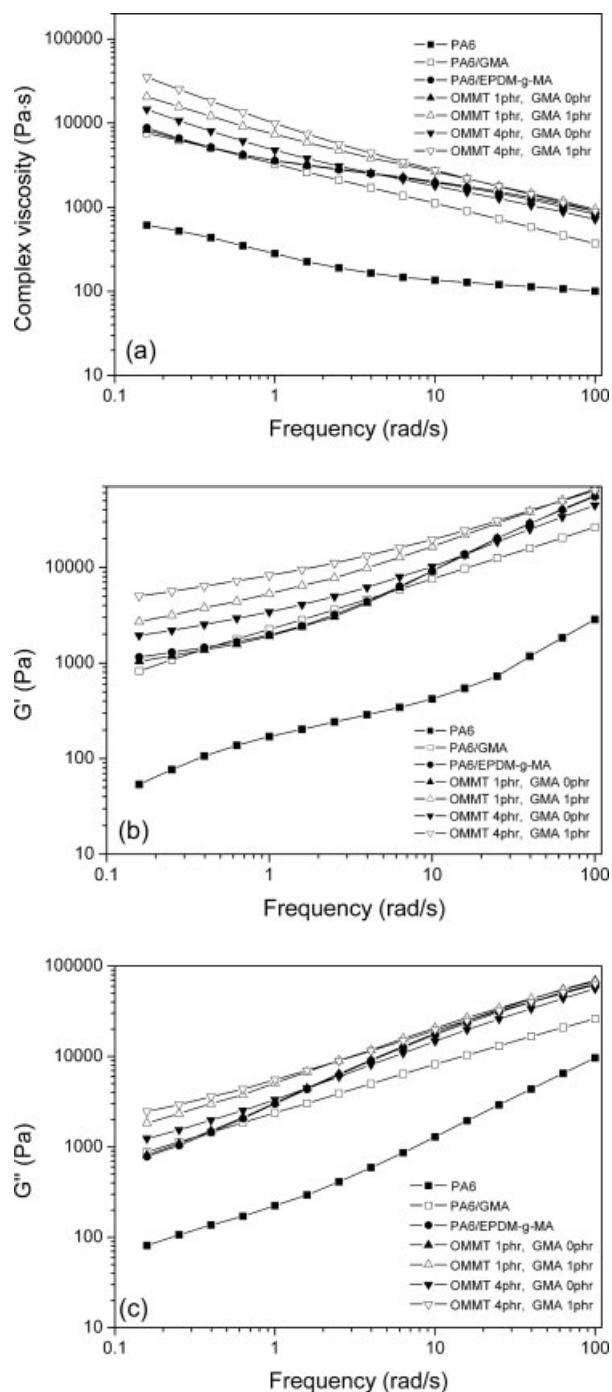 100000
10000
1000
100
10
Complex viscosity (Pa·s)
PA6
PA6/GMA
PA6/EPDM-g-MA
OMMT 1phr, GMA 0phr
OMMT 1phr, GMA 1phr
OMMT 4phr, GMA 0phr
OMMT 4phr, GMA 1phr
(a)
0.1 1 10 100
Frequency (rad/s)
10000
1000
100
10
G' (Pa)
PA6
PA6/GMA
PA6/EPDM-g-MA
OMMT 1phr, GMA 0phr
OMMT 1phr, GMA 1phr
OMMT 4phr, GMA 0phr
OMMT 4phr, GMA 1phr
(b)
0.1 1 10 100
Frequency (rad/s)
100000
10000
1000
100
10
G" (Pa)
PA6
PA6/GMA
PA6/EPDM-g-MA
OMMT 1phr, GMA 0phr
OMMT 1phr, GMA 1phr
OMMT 4phr, GMA 0phr
OMMT 4phr, GMA 1phr
(c)
0.1 1 10 100
Frequency (rad/s)